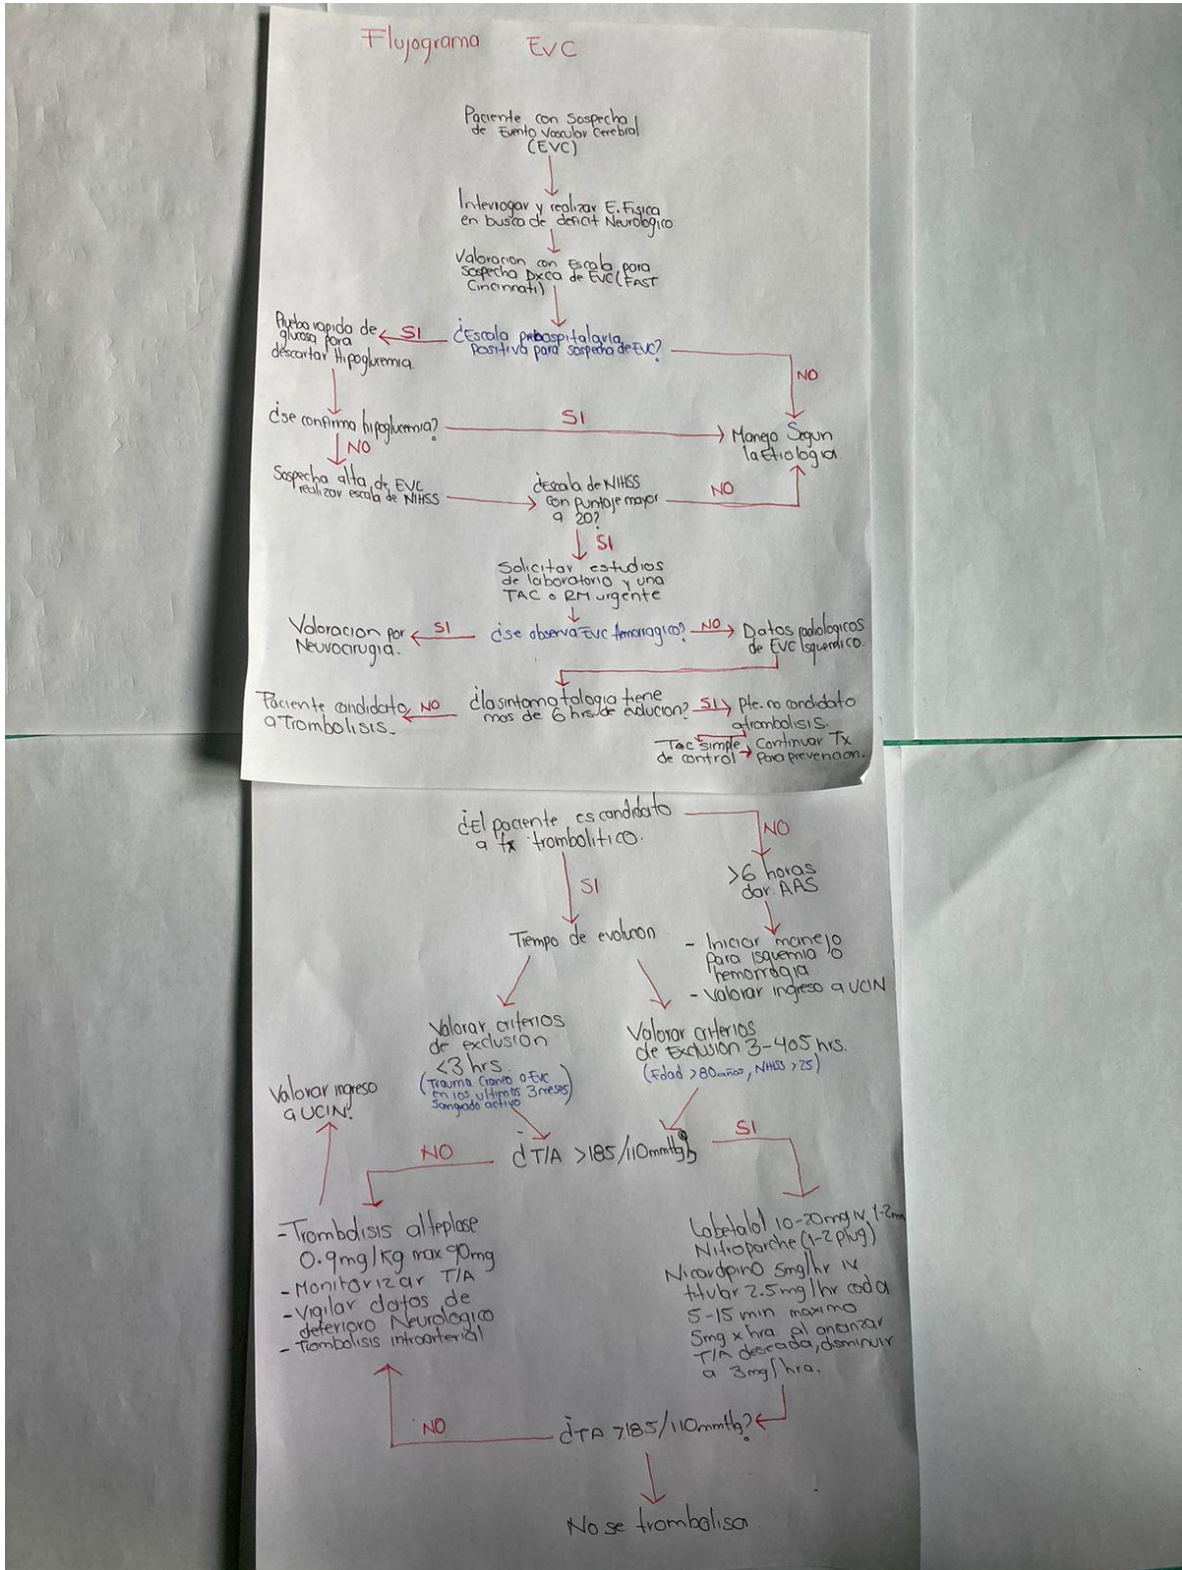 Flujograma EVC
Paciente con Sospecha
de Evento Vascular Cerebral
(EVC)
Interrogar y realizar E. Fisica
en busca de deficit Neurologico
Valoracion con Escala para
sospecha Dxca de EVC (FAST
Cincinnati)
¿Escala prehospitalaria
positiva para sospecha de EVC?
SI
NO
Prueba rapida de
glucosa para
descartar Hipoglucemia.
¿se confirma hipoglucemia?
SI
NO
Manejo Segun
la Etiologia.
Sospecha alta de EVC
realizar escala de NIHSS
¿escala de NIHSS
con puntaje mayor
a 20?
NO
SI
Solicitar estudios
de laboratorio y una
TAC o RM urgente
¿se observa EVC hemorragico?
SI
NO
Valoracion por
Neurocirugia.
Datos radiologicos
de EVC Isquemico.
¿la sintomatologia tiene
mas de 6 hrs de evolucion?
NO
SI
Paciente candidato
a Trombolisis.
Pte. no candidato
a trombolisis.
Tac simple
de control
Continuar Tx
para prevencion.
¿El paciente es candidato
a tx trombolitico.
NO
SI
>6 horas
dar. AAS
- Iniciar manejo
para isquemia o
hemorragia
- valorar ingreso a UCIN
Tiempo de evolucion
Valorar criterios
de exclusion
<3 hrs.
(Trauma Craneo o EVC
en los ultimos 3 meses)
Sangrado activo
Valorar criterios
de Exclusion 3-405 hrs.
(Edad >80 años, NIHSS >25)
Valorar ingreso
a UCIN.
¿T/A >185/110mmHg?
NO
SI
- Trombolisis alteplase
0.9mg/Kg max 90mg
- Monitorizar T/A
- Vigilar datos de
deterioro Neurologico
- Trombolisis intraarterial
Labetalol 10-20mg IV 1-2
Nitroparche (1-2 plug)
Nicardipino 5mg/hr IV
titular 2.5mg/hr cada
5-15 min maximo
5mg x hra. al
T/A deseada, disminuir
a 3mg/hra.
¿TA >185/110mmHg?
NO
No se trombolisa.